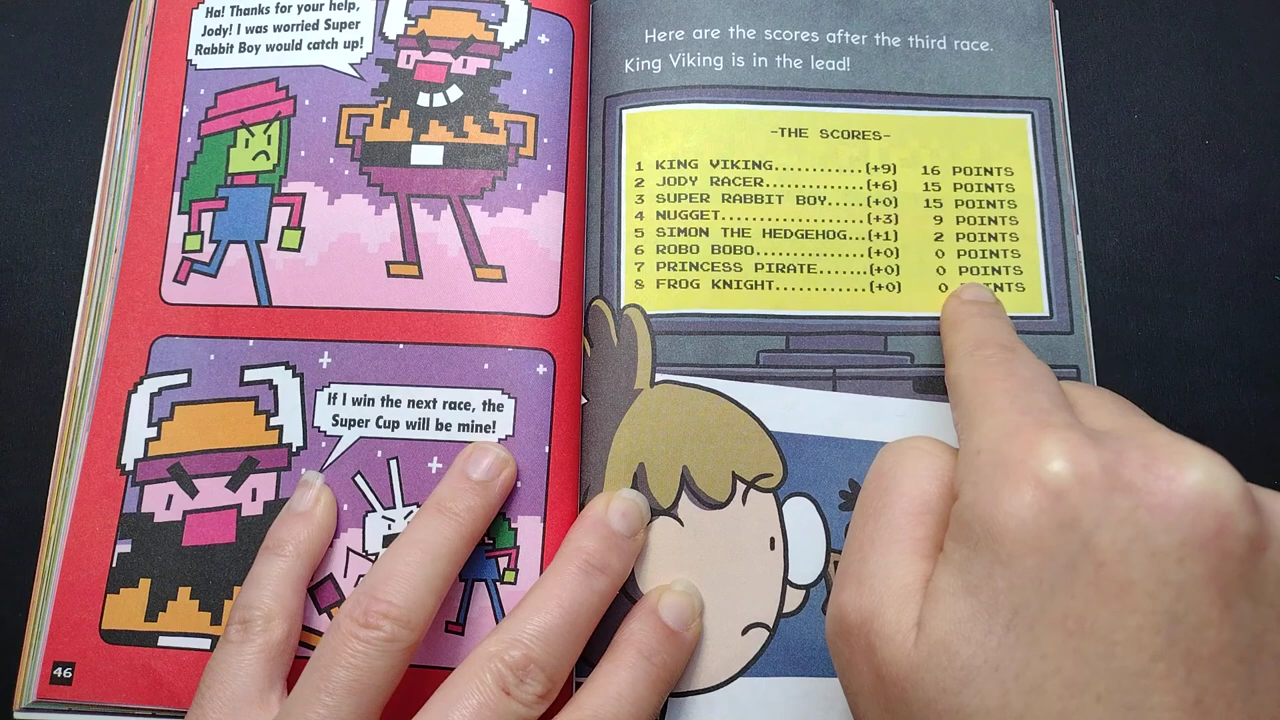 Ha! Thanks for your help,
Jody! I was worried Super
Rabbit Boy would catch up!
If I win the next race, the
Super Cup will be mine!
46
Here are the scores after the third race.
King Viking is in the lead!
-THE SCORES-
1 KING VIKING...........(+9) 16 POINTS
2 JODY RACER............(+6) 15 POINTS
3 SUPER RABBIT BOY.....(+0) 15 POINTS
4 NUGGET.................(+3) 9 POINTS
5 SIMON THE HEDGEHOG...(+1) 2 POINTS
6 ROBO BOBO.............(+0) 0 POINTS
7 PRINCESS PIRATE.......(+0) 0 POINTS
8 FROG KNIGHT...........(+0) 0 POINTS